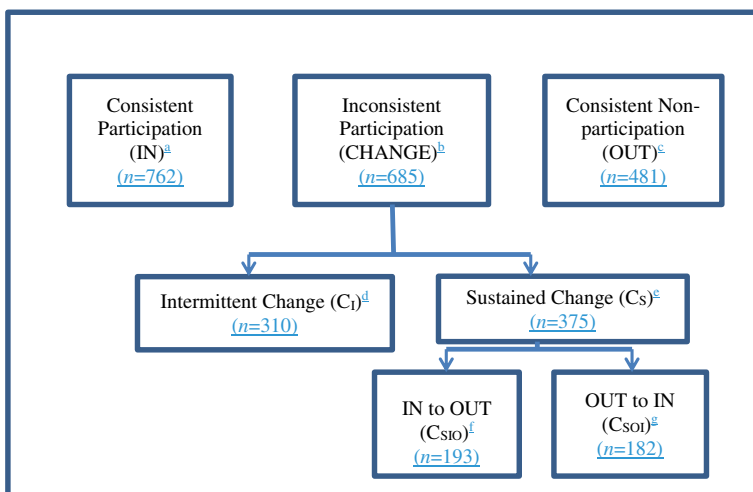 Consistent
Participation
(IN)a
(n=762)
Inconsistent
Participation
(CHANGE)b
(n=685)
Consistent Non-
participation
(OUT)c
(n=481)
Intermittent Change (CI)d
(n=310)
Sustained Change (CS)e
(n=375)
IN to OUT
(CSIO)f
(n=193)
OUT to IN
(CSOI)g
(n=182)